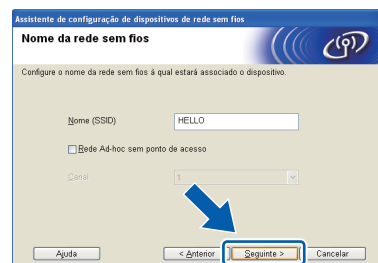 Assistente de configuração de dispositivos de rede sem fios
Nome da rede sem fios
Configure o nome da rede sem fios à qual estará associado o dispositivo.
Nome (SSID)
HELLO
Rede Ad-hoc sem ponto de acesso
Canal
1
Ajuda
< Anterior
Seguinte >
Cancelar